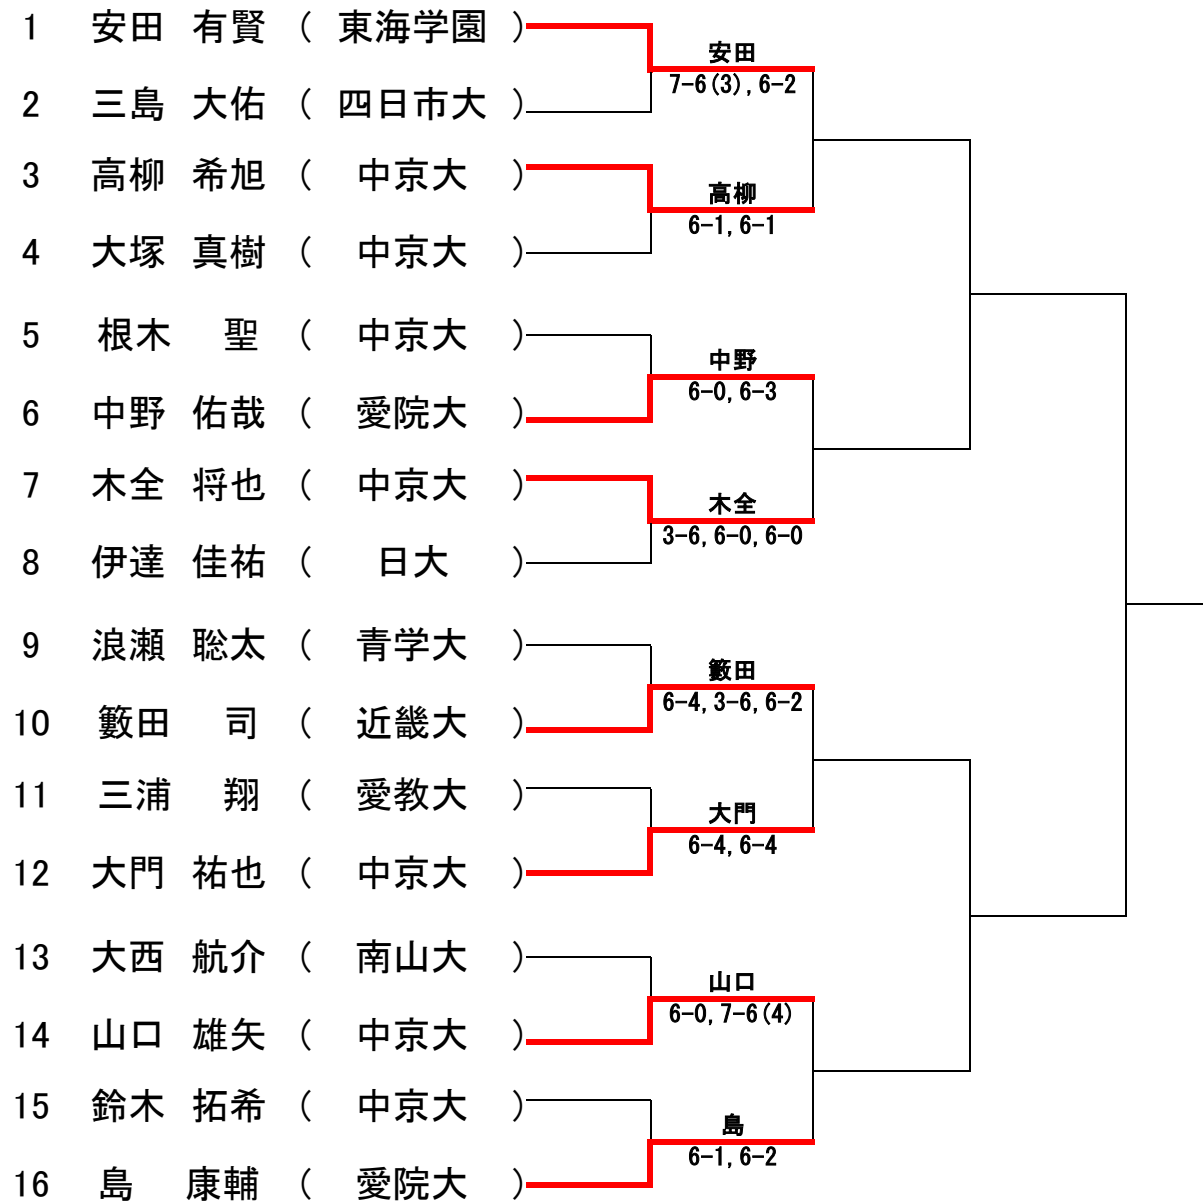 1 安田 有賢 ( 東海学園 )
安田
7-6(3), 6-2
2 三島 大佑 ( 四日市大 )
3 高柳 希旭 ( 中京大 )
高柳
6-1, 6-1
4 大塚 真樹 ( 中京大 )
5 根木 聖 ( 中京大 )
中野
6-0, 6-3
6 中野 佑哉 ( 愛院大 )
7 木全 将也 ( 中京大 )
木全
3-6, 6-0, 6-0
8 伊達 佳祐 ( 日大 )
9 浪瀬 聡太 ( 青学大 )
籔田
6-4, 3-6, 6-2
10 籔田 司 ( 近畿大 )
11 三浦 翔 ( 愛教大 )
大門
6-4, 6-4
12 大門 祐也 ( 中京大 )
13 大西 航介 ( 南山大 )
山口
6-0, 7-6(4)
14 山口 雄矢 ( 中京大 )
15 鈴木 拓希 ( 中京大 )
島
6-1, 6-2
16 島 康輔 ( 愛院大 )